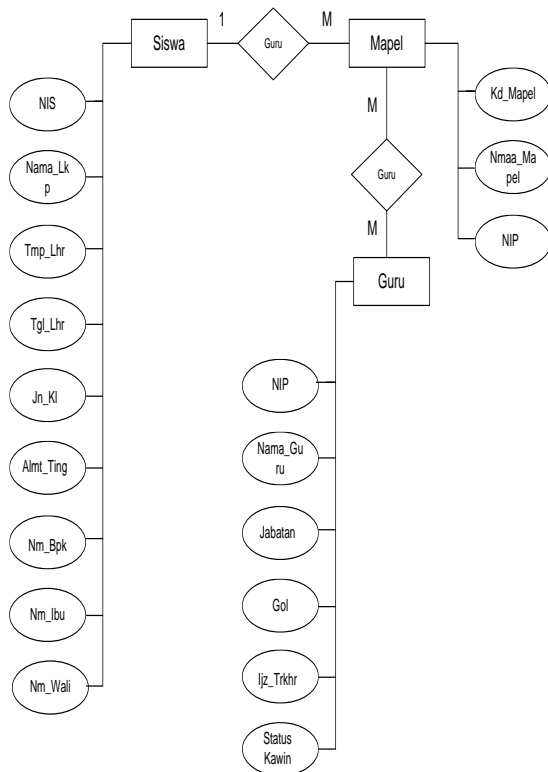 Siswa
1
Guru
M
Mapel
NIS
Nama_Lk
p
Tmp_Lhr
Tgl_Lhr
Jn_Kl
Almt_Ting
Nm_Bpk
Nm_Ibu
Nm_Wali
Kd_Mapel
Nmaa_Ma
pel
NIP
M
Guru
M
Guru
NIP
Nama_Gu
ru
Jabatan
Gol
Ijz_Trkhr
Status
Kawin